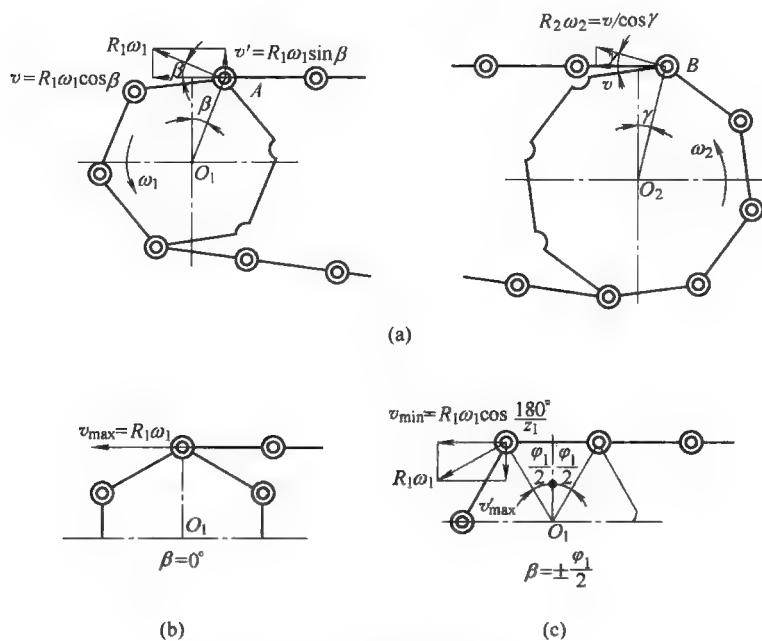 R₁ω₁
v'=R₁ω₁sinβ
v=R₁ω₁cosβ
β
A
β
ω₁
O₁
R₂ω₂=v/cosγ
B
v
γ
ω₂
O₂
(a)
v_max=R₁ω₁
O₁
β=0°
(b)
v_min=R₁ω₁cos 180°/z₁
R₁ω₁
φ₁/2 φ₁/2
v'_max
O₁
β=±φ₁/2
(c)